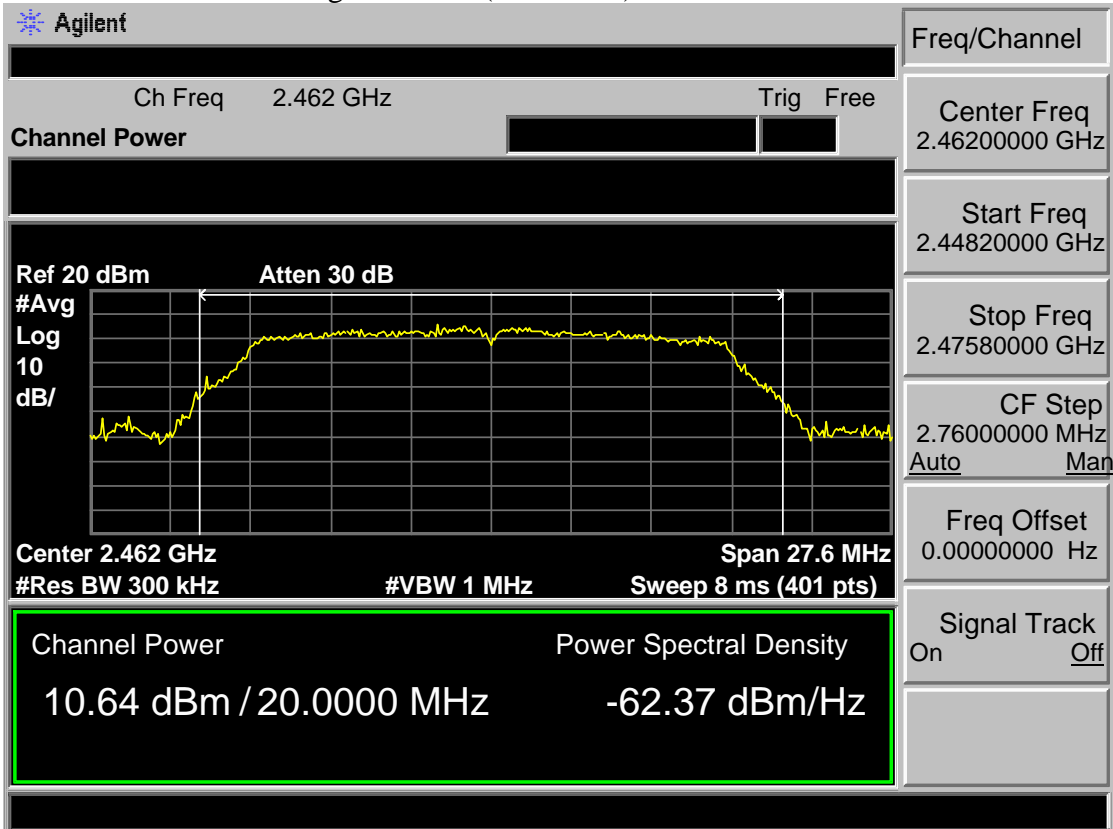 Agilent
Freq/Channel
Ch Freq 2.462 GHz Trig Free
Channel Power
Center Freq
2.46200000 GHz
Start Freq
2.44820000 GHz
Stop Freq
2.47580000 GHz
CF Step
2.76000000 MHz
Auto Man
Freq Offset
0.00000000 Hz
Signal Track
On Off
Ref 20 dBm Atten 30 dB
#Avg
Log
10
dB/
Center 2.462 GHz Span 27.6 MHz
#Res BW 300 kHz #VBW 1 MHz Sweep 8 ms (401 pts)
Channel Power Power Spectral Density
10.64 dBm / 20.0000 MHz -62.37 dBm/Hz